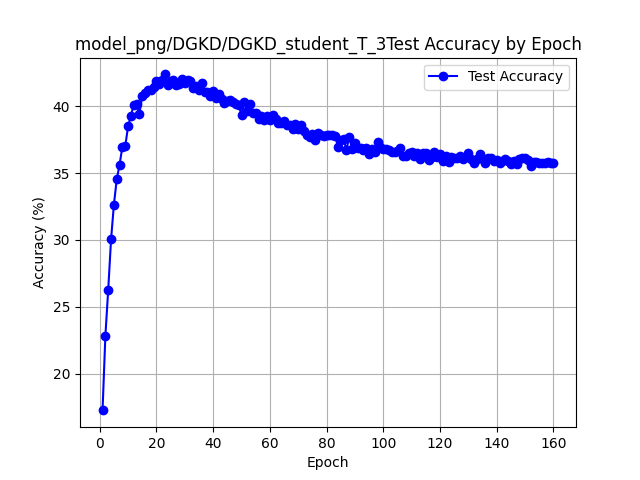 model_png/DGKD/DGKD_student_T_3Test Accuracy by Epoch
Test Accuracy
Accuracy (%)
40
35
30
25
20
0 20 40 60 80 100 120 140 160
Epoch